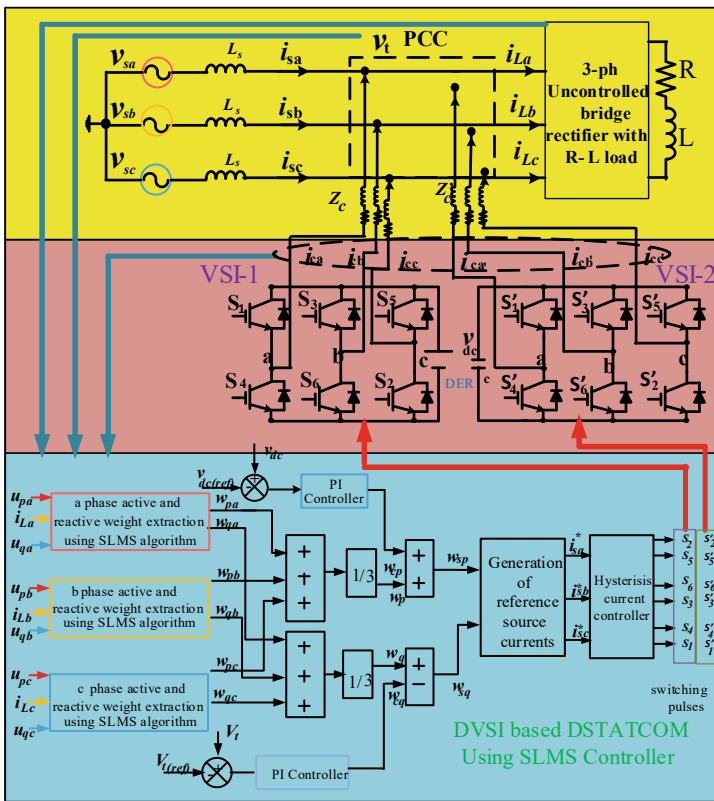 v_t PCC
v_sa L_s i_sa i_La
v_sb L_s i_sb i_Lb
v_sc L_s i_sc i_Lc
3-ph
Uncontrolled
bridge
rectifier with
R- L load
R
L
Z_c Z_c
VSI-1 i_ca i_cb i_cc i_ca' i_cb' i_cc' VSI-2
S_1 S_3 S_5 S'_1 S'_3 S'_5
v_dc
a b c a b c
DER c
S_4 S_6 S_2 S'_4 S'_6 S'_2
v_dc
v_dc(ref)
PI
Controller
u_pa
i_La
u_qa
a phase active and
reactive weight extraction
using SLMS algorithm
w_pa
w_qa
u_pb
i_Lb
u_qb
b phase active and
reactive weight extraction
using SLMS algorithm
w_pb
w_qb
u_pc
i_Lc
u_qc
c phase active and
reactive weight extraction
using SLMS algorithm
w_pc
w_qc
+
+
+
1/3
w_cp
w_p
+
+
w_sp
+
+
+
1/3
w_q
w_cq
+
−
w_sq
Generation
of
reference
source
currents
i_sa*
i_sb*
i_sc*
Hysterisis
current
controller
s_2 s'_2
s_5 s'_5
s_6 s'_6
s_3 s'_3
s_4 s'_4
s_1 s'_1
switching
pulses
V_t
V_t(ref)
PI Controller
DVSI based DSTATCOM
Using SLMS Controller